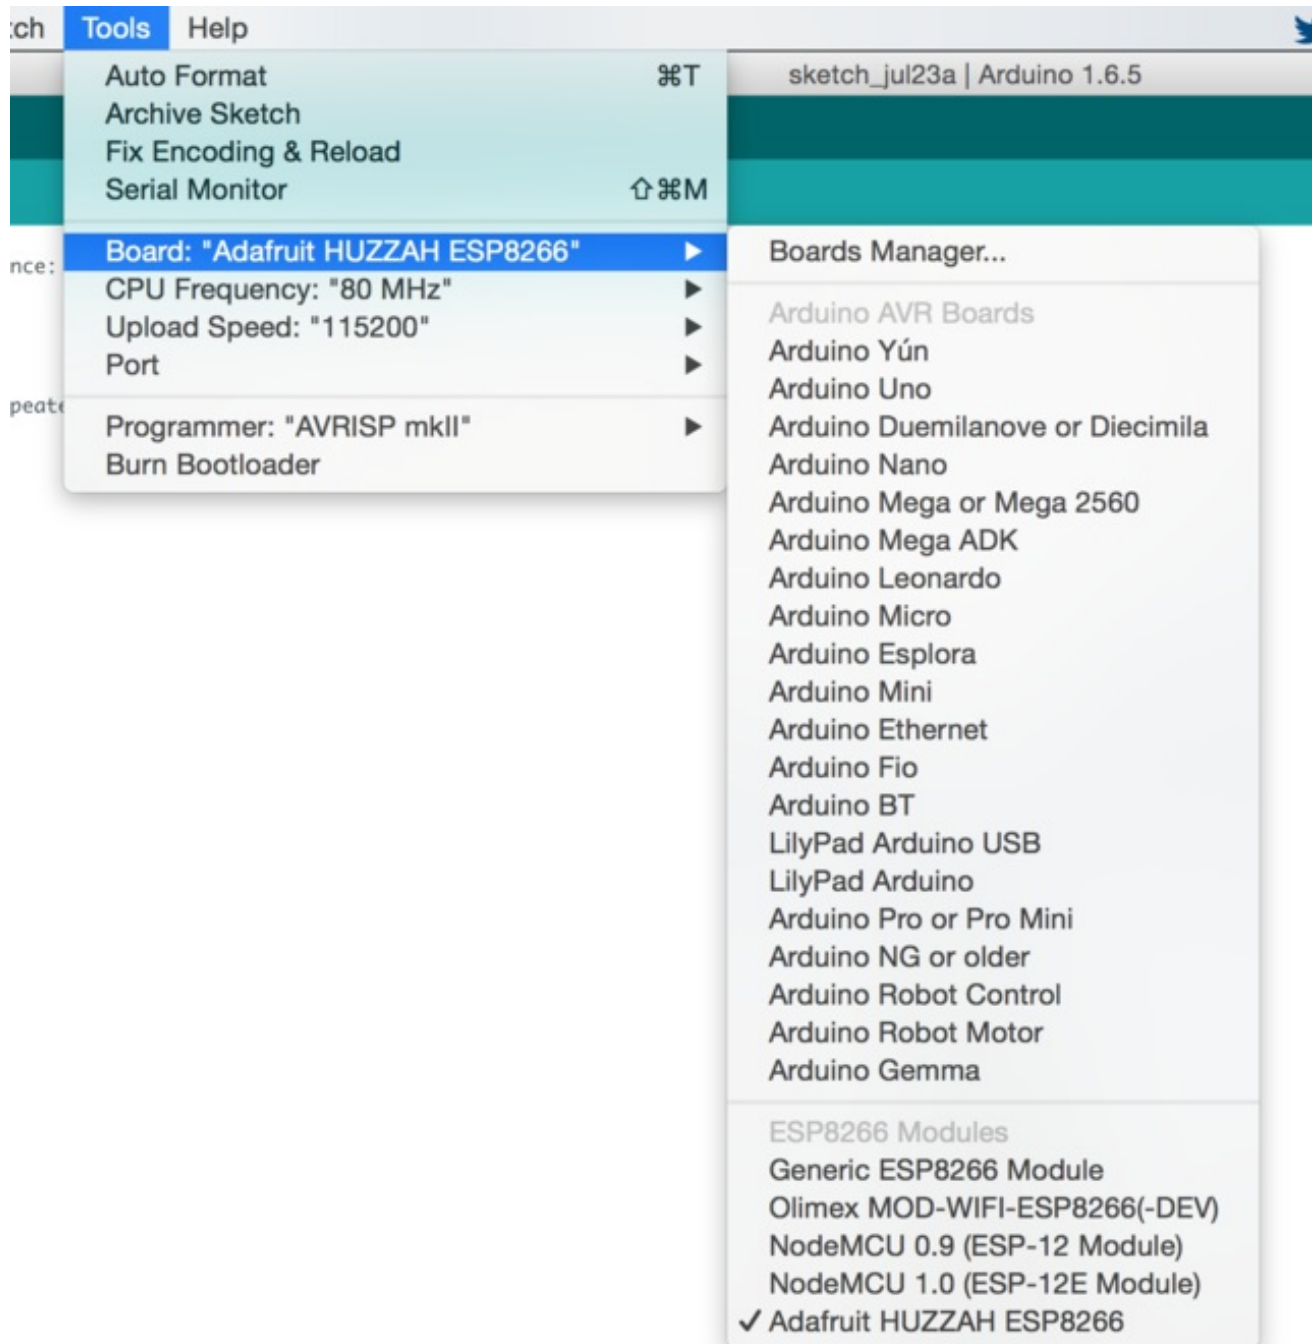 ch Tools Help
sketch_jul23a | Arduino 1.6.5
Auto Format ⌘T
Archive Sketch
Fix Encoding & Reload
Serial Monitor ⇧⌘M
Board: "Adafruit HUZZAH ESP8266" ▶
CPU Frequency: "80 MHz" ▶
Upload Speed: "115200" ▶
Port ▶
Programmer: "AVRISP mkII" ▶
Burn Bootloader
nce:
peate
Boards Manager...
Arduino AVR Boards
Arduino Yún
Arduino Uno
Arduino Duemilanove or Diecimila
Arduino Nano
Arduino Mega or Mega 2560
Arduino Mega ADK
Arduino Leonardo
Arduino Micro
Arduino Esplora
Arduino Mini
Arduino Ethernet
Arduino Fio
Arduino BT
LilyPad Arduino USB
LilyPad Arduino
Arduino Pro or Pro Mini
Arduino NG or older
Arduino Robot Control
Arduino Robot Motor
Arduino Gemma
ESP8266 Modules
Generic ESP8266 Module
Olimex MOD-WIFI-ESP8266(-DEV)
NodeMCU 0.9 (ESP-12 Module)
NodeMCU 1.0 (ESP-12E Module)
✓ Adafruit HUZZAH ESP8266